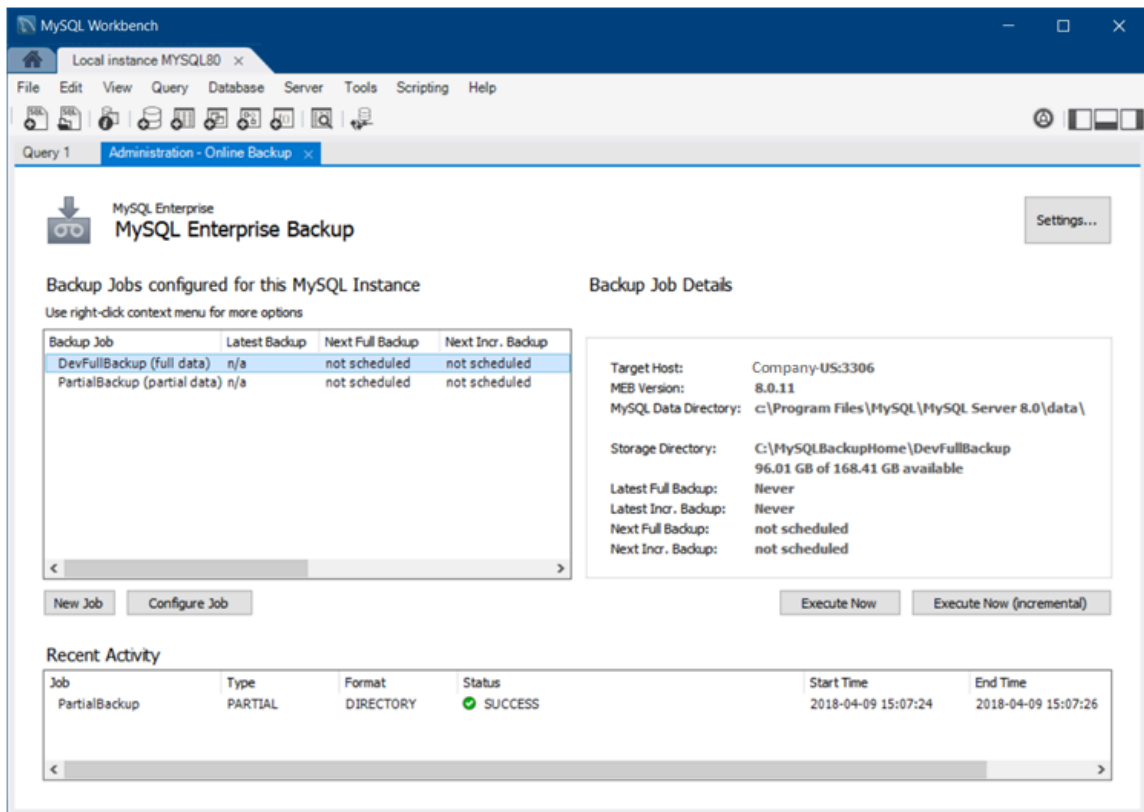 MySQL Workbench
Local instance MYSQL80
File Edit View Query Database Server Tools Scripting Help
Query 1 Administration - Online Backup
MySQL Enterprise
MySQL Enterprise Backup
Settings...
Backup Jobs configured for this MySQL Instance
Use right-click context menu for more options
Backup Job Latest Backup Next Full Backup Next Incr. Backup
DevFullBackup (full data) n/a not scheduled not scheduled
PartialBackup (partial data) n/a not scheduled not scheduled
New Job Configure Job
Backup Job Details
Target Host: Company-US:3306
MEB Version: 8.0.11
MySQL Data Directory: c:\Program Files\MySQL\MySQL Server 8.0\data\
Storage Directory: C:\MySQLBackupHome\DevFullBackup
96.01 GB of 168.41 GB available
Latest Full Backup: Never
Latest Incr. Backup: Never
Next Full Backup: not scheduled
Next Incr. Backup: not scheduled
Execute Now Execute Now (incremental)
Recent Activity
Job Type Format Status Start Time End Time
PartialBackup PARTIAL DIRECTORY SUCCESS 2018-04-09 15:07:24 2018-04-09 15:07:26